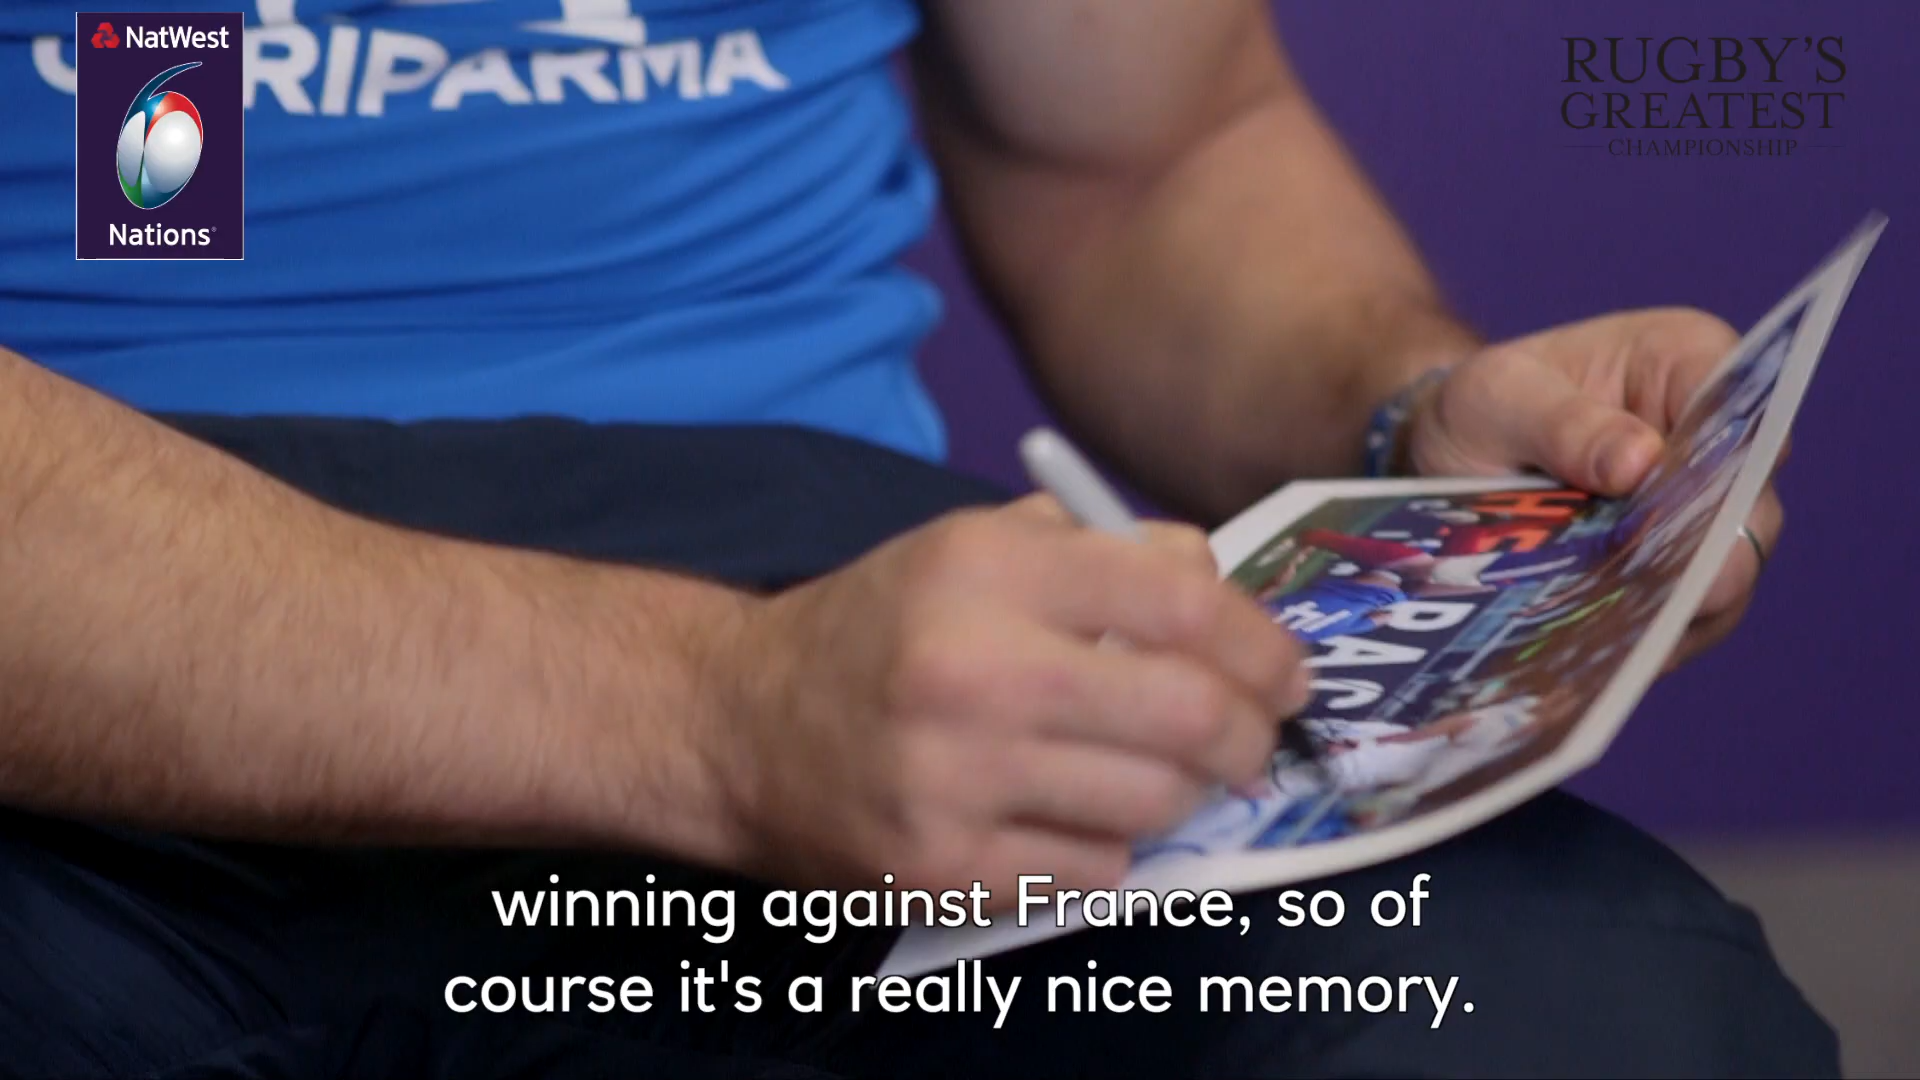 NatWest
Nations
RIPARMA
RUGBY'S
GREATEST
CHAMPIONSHIP
winning against France, so of
course it's a really nice memory.